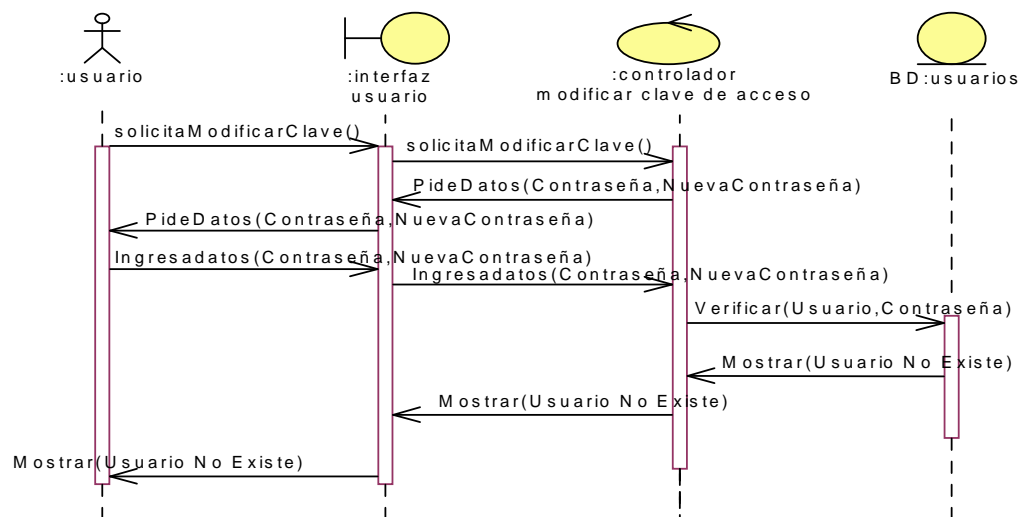 :usuario
:interfaz
usuario
:controlador
modificar clave de acceso
BD:usuarios
solicitaModificarClave()
solicitaModificarClave()
PideDatos(Contraseña,NuevaContraseña)
PideDatos(Contraseña,NuevaContraseña)
Ingresadatos(Contraseña,NuevaContraseña)
Ingresadatos(Contraseña,NuevaContraseña)
Verificar(Usuario,Contraseña)
Mostrar(Usuario No Existe)
Mostrar(Usuario No Existe)
Mostrar(Usuario No Existe)